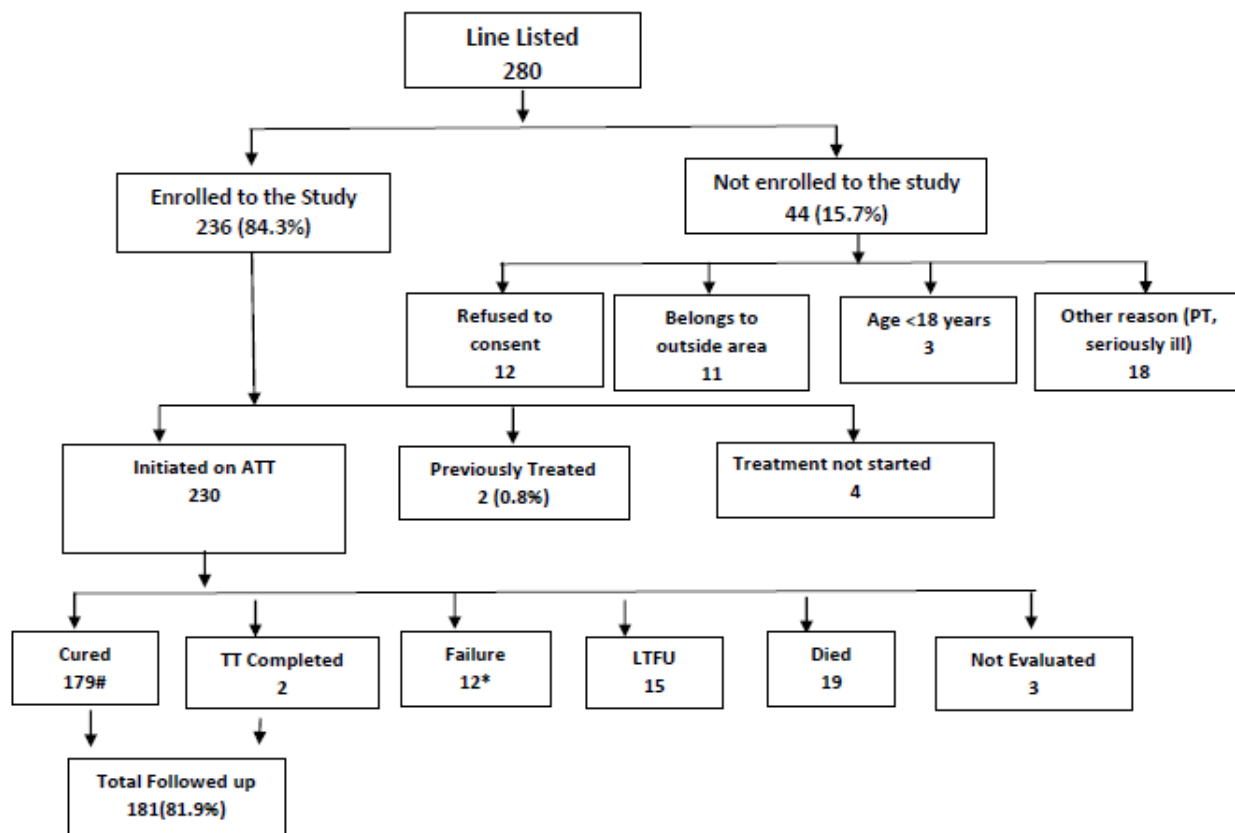 Line Listed
280
Enrolled to the Study
236 (84.3%)
Not enrolled to the study
44 (15.7%)
Refused to
consent
12
Belongs to
outside area
11
Age <18 years
3
Other reason (PT,
seriously ill)
18
Initiated on ATT
230
Previously Treated
2 (0.8%)
Treatment not started
4
Cured
179#
TT Completed
2
Failure
12*
LTFU
15
Died
19
Not Evaluated
3
Total Followed up
181(81.9%)